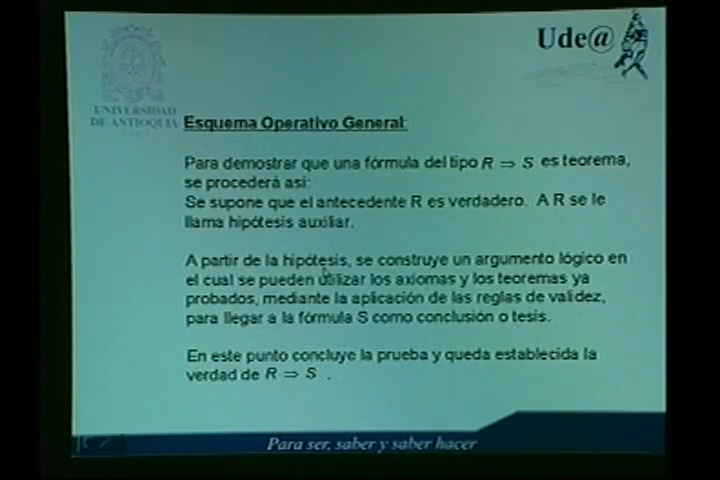 Ude@
UNIVERSIDAD
DE ANTIOQUIA
Esquema Operativo General:
Para demostrar que una fórmula del tipo R ⇒ S es teorema,
se procederá así:
Se supone que el antecedente R es verdadero. A R se le
llama hipótesis auxiliar.
A partir de la hipótesis, se construye un argumento lógico en
el cual se pueden utilizar los axiomas y los teoremas ya
probados, mediante la aplicación de las reglas de validez,
para llegar a la fórmula S como conclusión o tesis.
En este punto concluye la prueba y queda establecida la
verdad de R ⇒ S .
Para ser, saber y saber hacer